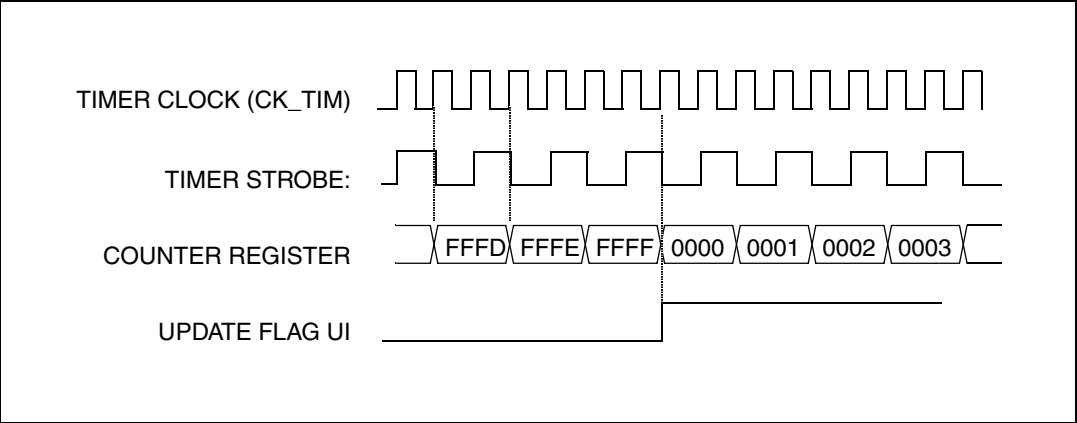 TIMER CLOCK (CK_TIM)
TIMER STROBE:
COUNTER REGISTER FFFD FFFE FFFF 0000 0001 0002 0003
UPDATE FLAG UI